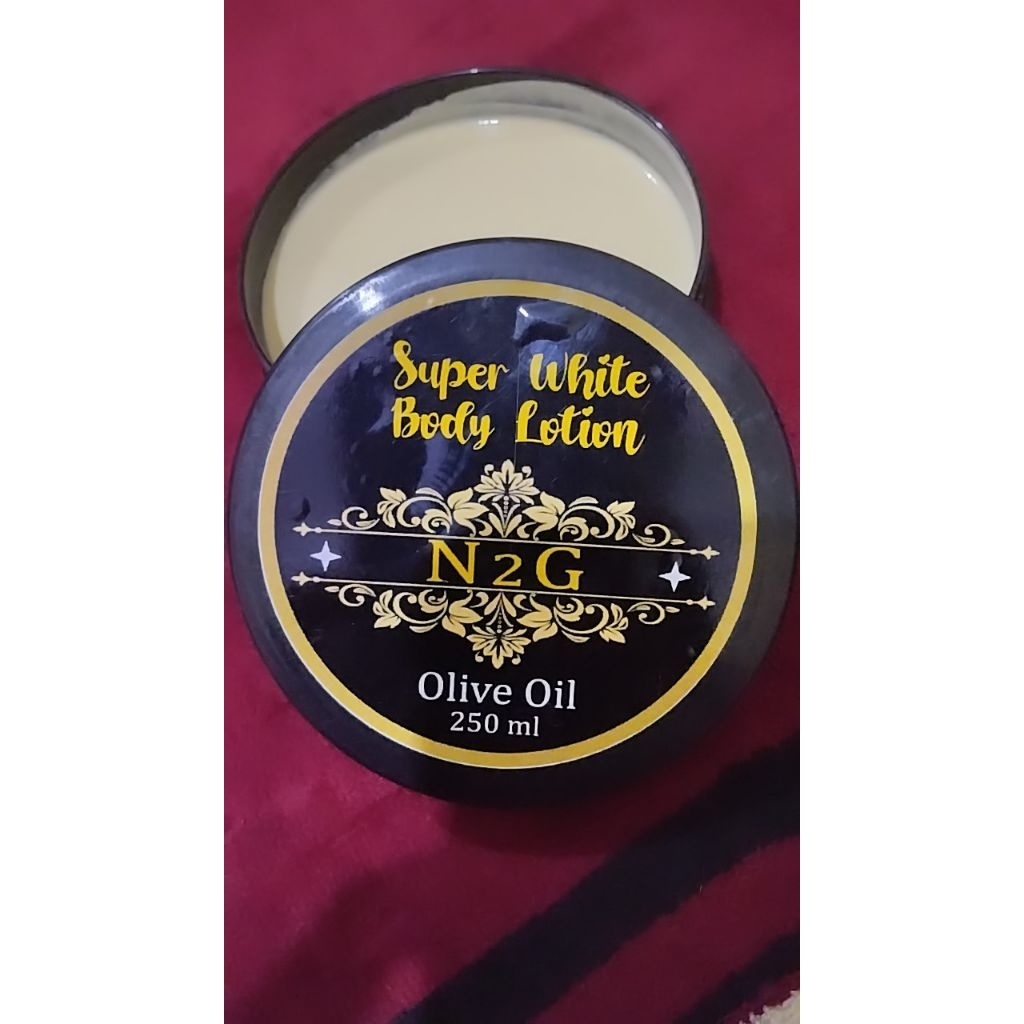 Super White
Body Lotion
N2G
Olive Oil
250 ml